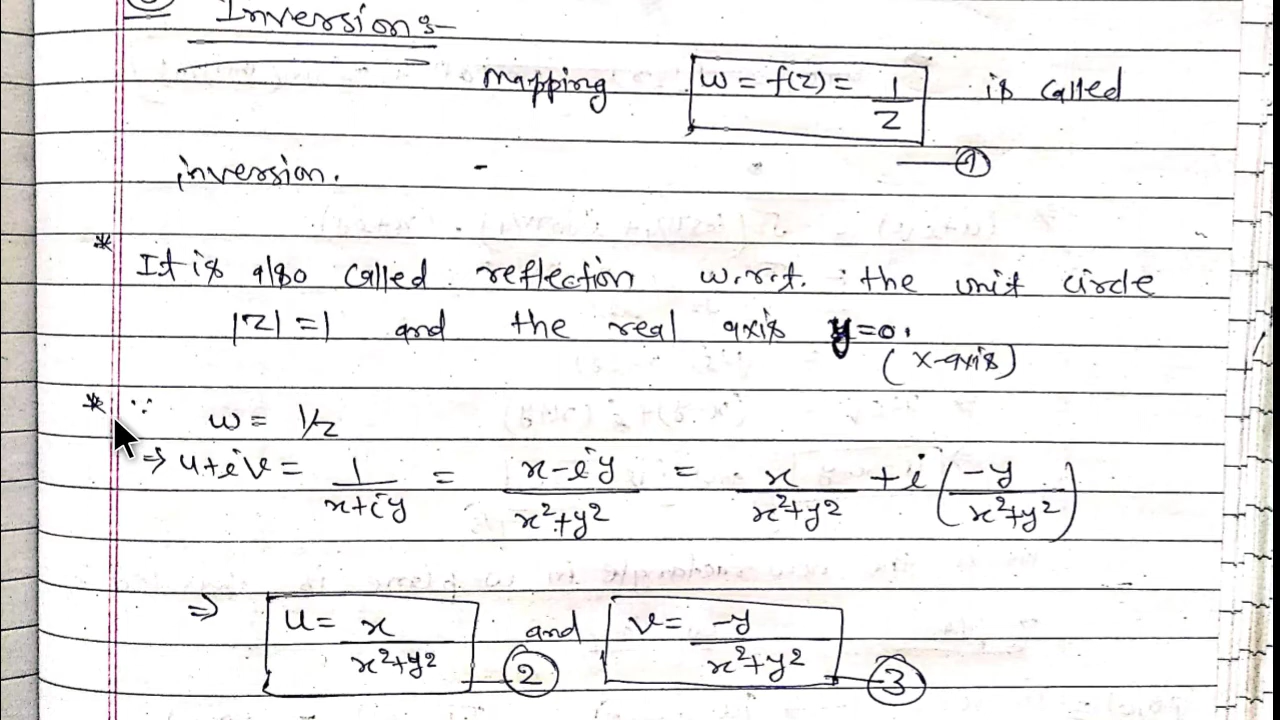 Inversion :-
mapping w = f(z) = 1/z is called
— ①
inversion.
* It is also called reflection w.r.t. the unit circle
|z| = 1 and the real axis y=0.
(x-axis)
* ∵ w = 1/z
⇒ u+iv = 1/(x+iy) = (x-iy)/(x²+y²) = x/(x²+y²) + i(-y/(x²+y²))
⇒ u = x/(x²+y²) — ② and v = -y/(x²+y²) — ③